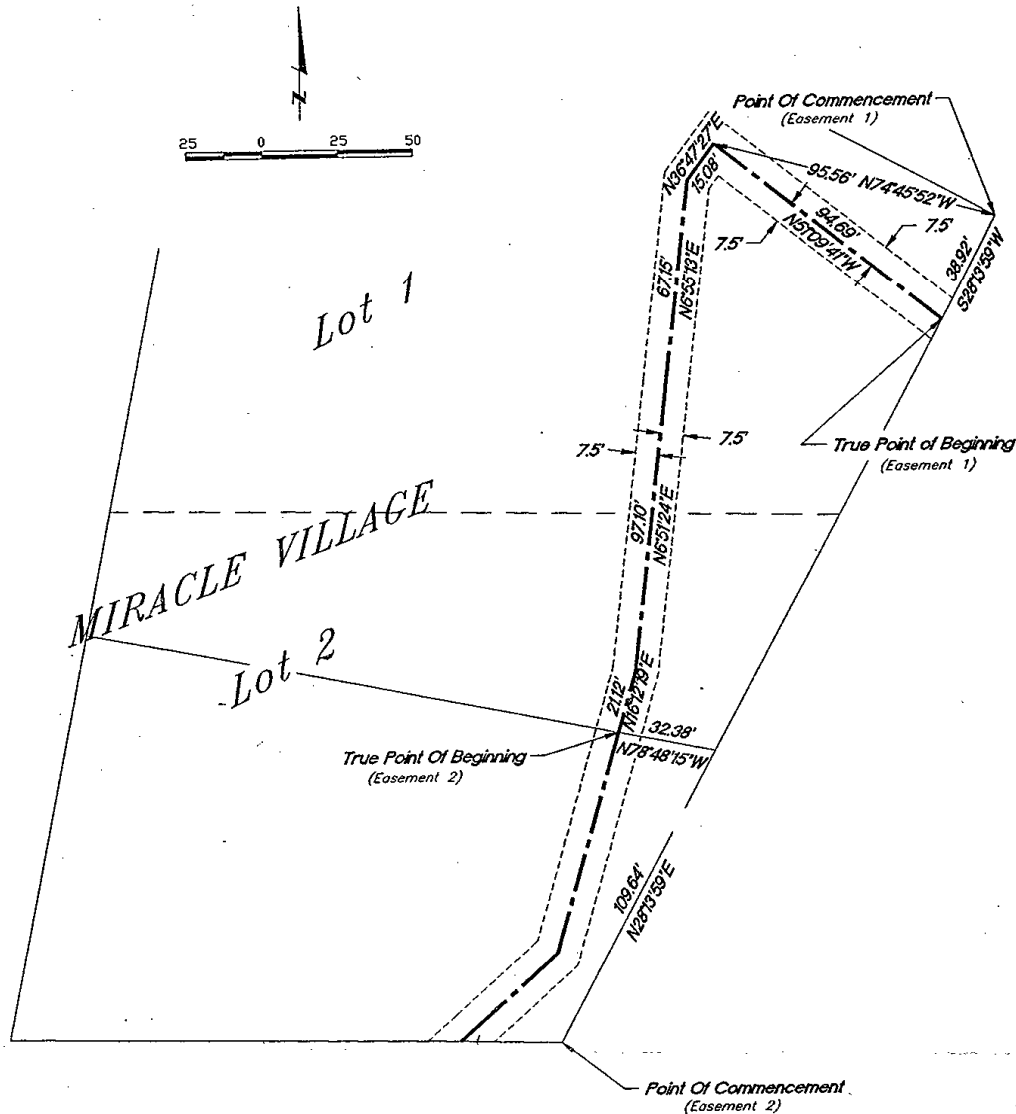 N
25 0 25 50
Point Of Commencement
(Easement 1)
N36°47'27"E
15.08'
95.56' N74°45'52"W
94.69'
N51°09'41"W
7.5'
7.5'
38.92'
S28°13'59"W
67.15'
N6°55'13"E
Lot 1
True Point of Beginning
(Easement 1)
7.5'
7.5'
97.10'
N6°51'24"E
MIRACLE VILLAGE
Lot 2
21.12'
N16°12'19"E
32.38'
N78°48'15"W
True Point Of Beginning
(Easement 2)
109.64'
N28°13'59"E
Point Of Commencement
(Easement 2)